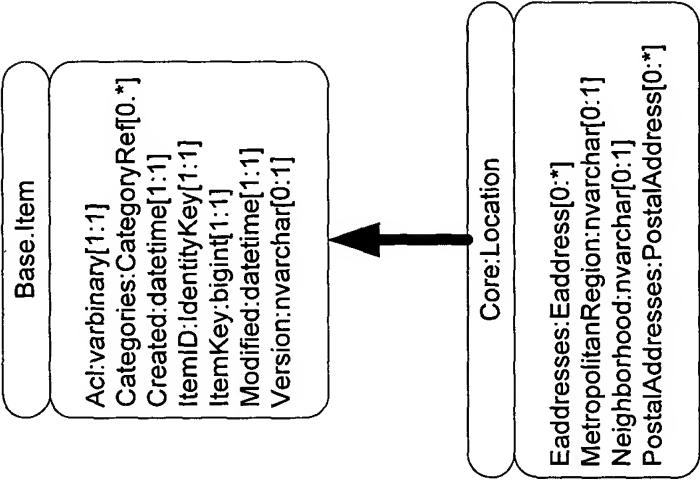 Base.Item
Acl:varbinary[1:1]
Categories:CategoryRef[0..*]
Created:datetime[1:1]
ItemID:IdentityKey[1:1]
ItemKey:bigint[1:1]
Modified:datetime[1:1]
Version:nvarchar[0:1]
Core:Location
Eaddresses:Eaddress[0:*]
MetropolitanRegion:nvarchar[0:1]
Neighborhood:nvarchar[0:1]
PostalAddresses:PostalAddress[0:*]